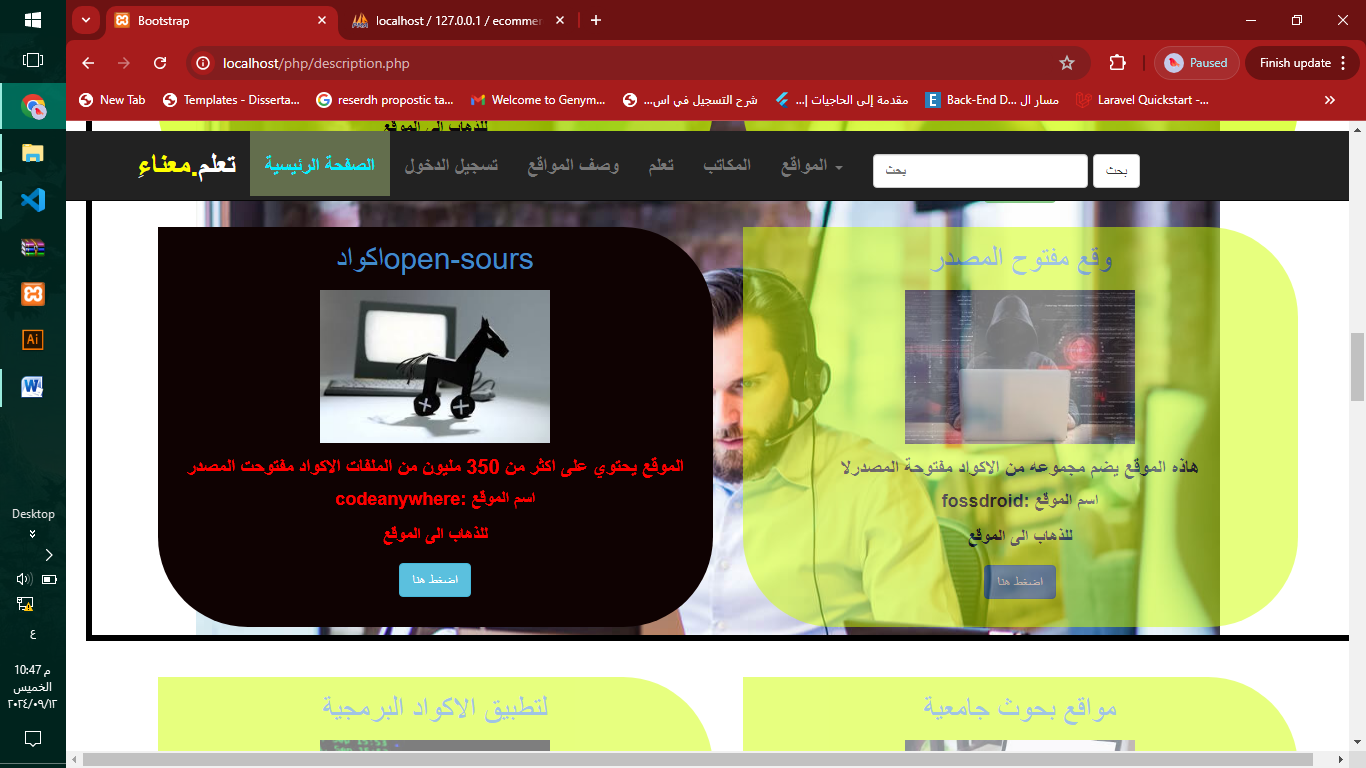 Bootstrap
localhost / 127.0.0.1 / ecommer
localhost/php/description.php
Paused
Finish update
New Tab
Templates - Disserta...
reserdh propostic ta...
Welcome to Genym...
شرح التسجيل في اس...
مقدمة إلى الحاجيات |...
Back-End D... مسار ال
Laravel Quickstart -...
للذهاب الى الموقع
تعلم.معناءِ
الصفحة الرئيسية
تسجيل الدخول
وصف المواقع
تعلم
المكاتب
المواقع
بحث
بحث
اكوادopen-sours
الموقع يحتوي على اكثر من 350 مليون من الملفات الاكواد مفتوحت المصدر
اسم الموقع :codeanywhere
للذهاب الى الموقع
اضغط هنا
وقع مفتوح المصدر
هاذه الموقع يضم مجموعه من الاكواد مفتوحة المصدرلا
اسم الموقع :fossdroid
للذهاب الى الموقع
اضغط هنا
لتطبيق الاكواد البرمجية
مواقع بحوث جامعية
Ai
W
Desktop
ع
10:47 م
الخميس
٢٠٢٤/٠٩/١٢